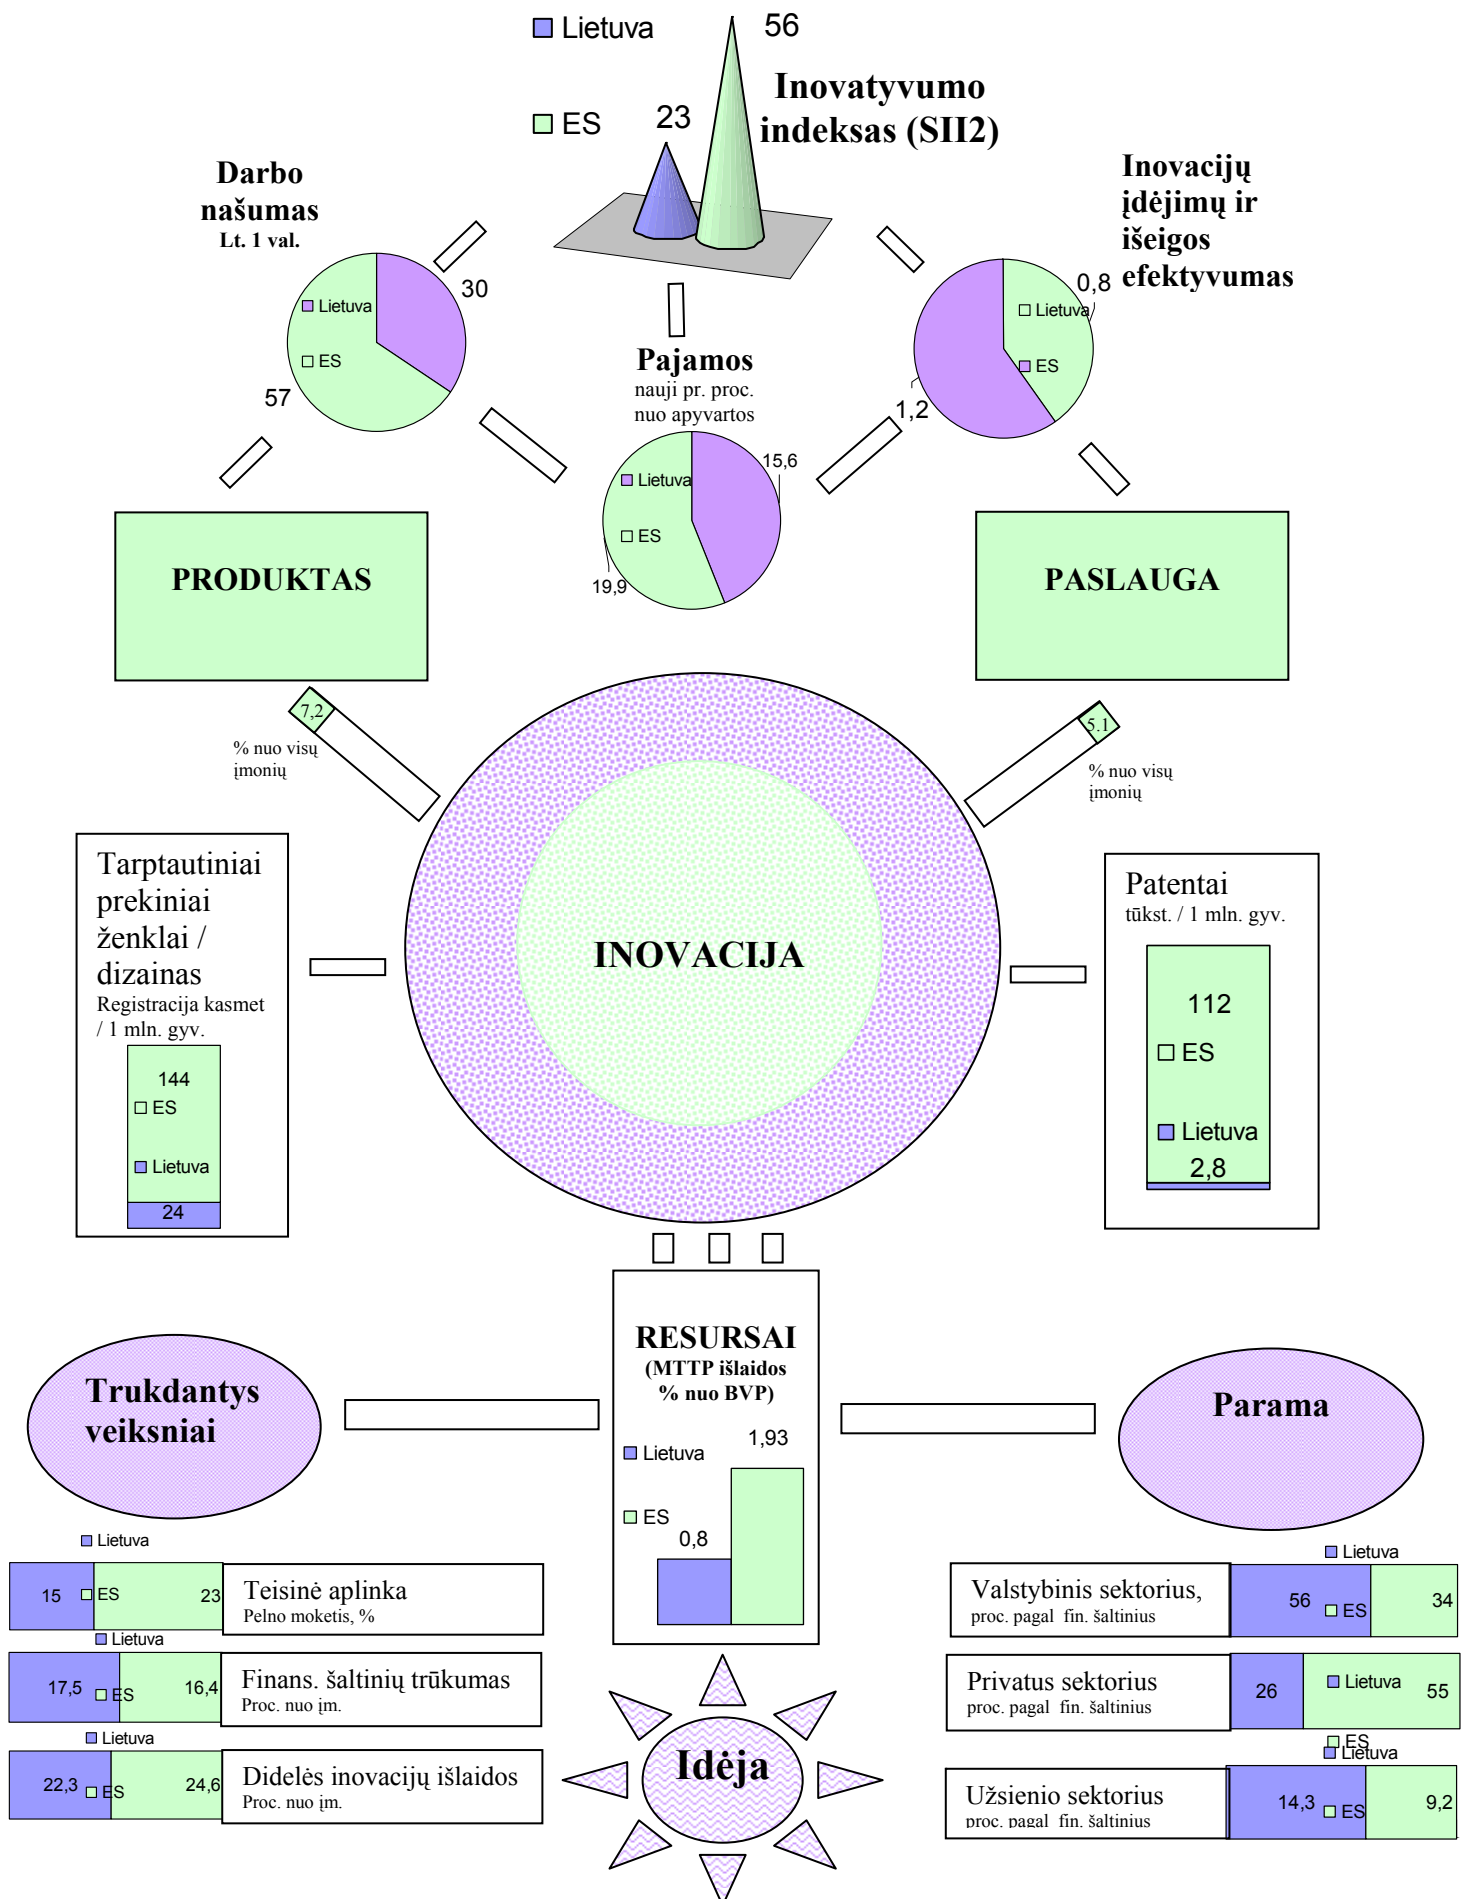 Lietuva
ES
23
56
Inovatyvumo
indeksas (SII2)
Darbo
našumas
Lt. 1 val.
30
Lietuva
ES
57
Inovacijų
įdėjimų ir
išeigos
efektyvumas
0,8
Lietuva
ES
1,2
Pajamos
nauji pr. proc.
nuo apyvartos
15,6
Lietuva
ES
19,9
PRODUKTAS
PASLAUGA
7,2
% nuo visų
įmonių
5.1
% nuo visų
įmonių
Tarptautiniai
prekiniai
ženklai /
dizainas
Registracija kasmet
/ 1 mln. gyv.
144
ES
Lietuva
24
INOVACIJA
Patentai
tūkst. / 1 mln. gyv.
112
ES
Lietuva
2,8
RESURSAI
(MTTP išlaidos
% nuo BVP)
Lietuva
1,93
ES
0,8
Trukdantys
veiksniai
Parama
Lietuva
15
ES
23
Teisinė aplinka
Pelno moketis, %
Lietuva
17,5
ES
16,4
Finans. šaltinių trūkumas
Proc. nuo įm.
Lietuva
22,3
ES
24,6
Didelės inovacijų išlaidos
Proc. nuo įm.
Idėja
Valstybinis sektorius,
proc. pagal fin. šaltinius
Lietuva
56
ES
34
Privatus sektorius
proc. pagal fin. šaltinius
26
Lietuva
55
ES
Užsienio sektorius
proc. pagal fin. šaltinius
Lietuva
14,3
ES
9,2